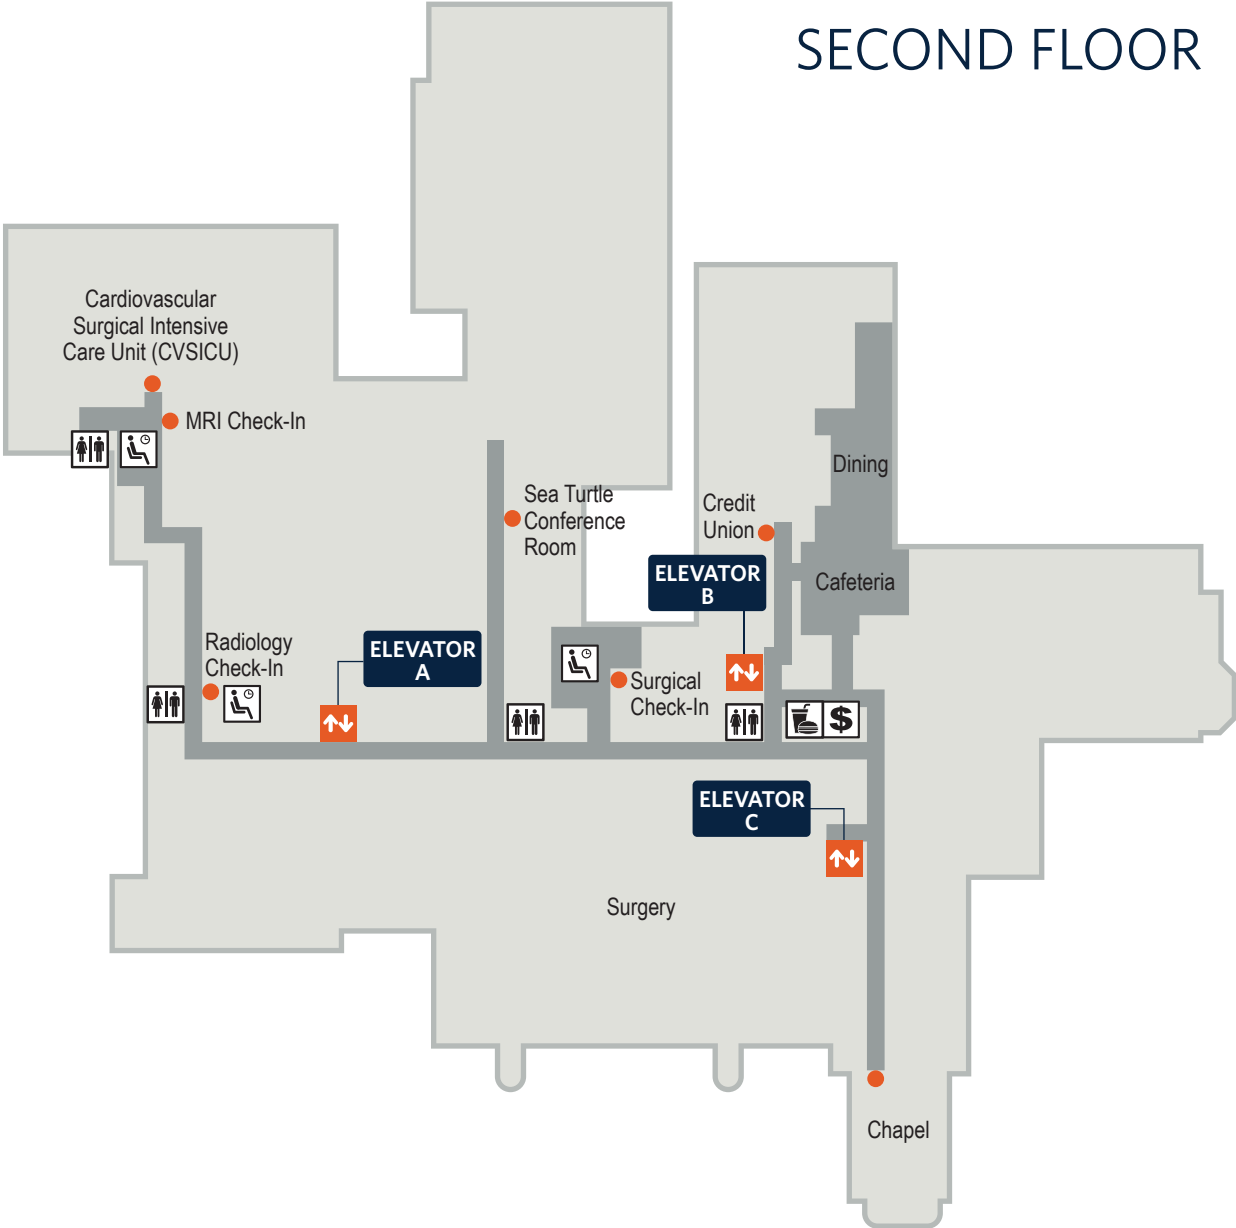 SECOND FLOOR
Cardiovascular
Surgical Intensive
Care Unit (CVSICU)
MRI Check-In
Dining
Sea Turtle
Conference
Room
Credit
Union
ELEVATOR
B
Cafeteria
Radiology
Check-In
ELEVATOR
A
Surgical
Check-In
$
ELEVATOR
C
Surgery
Chapel